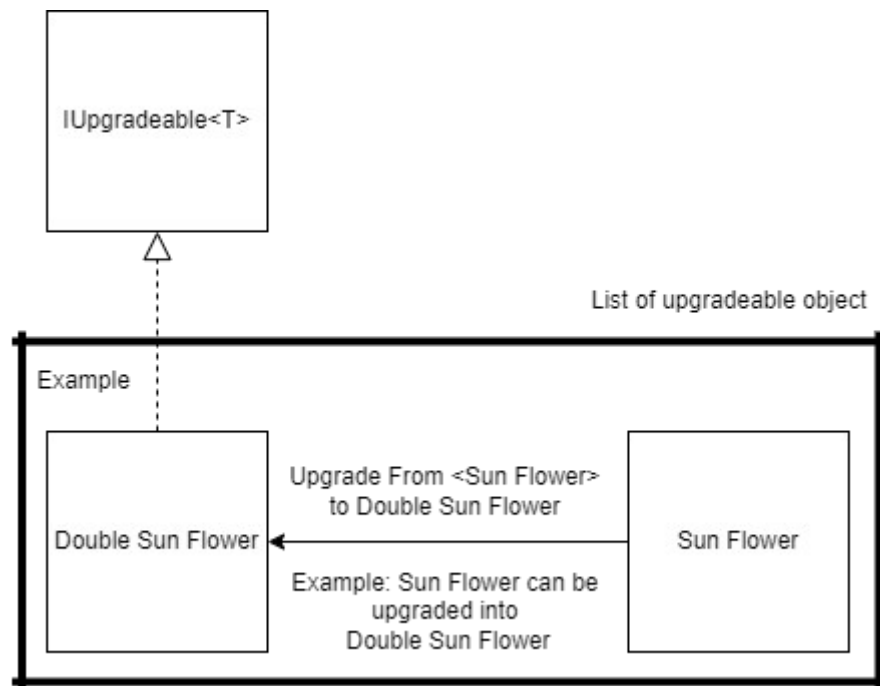 IUpgradeable<T>
List of upgradeable object
Example
Upgrade From <Sun Flower>
to Double Sun Flower
Double Sun Flower
Sun Flower
Example: Sun Flower can be
upgraded into
Double Sun Flower